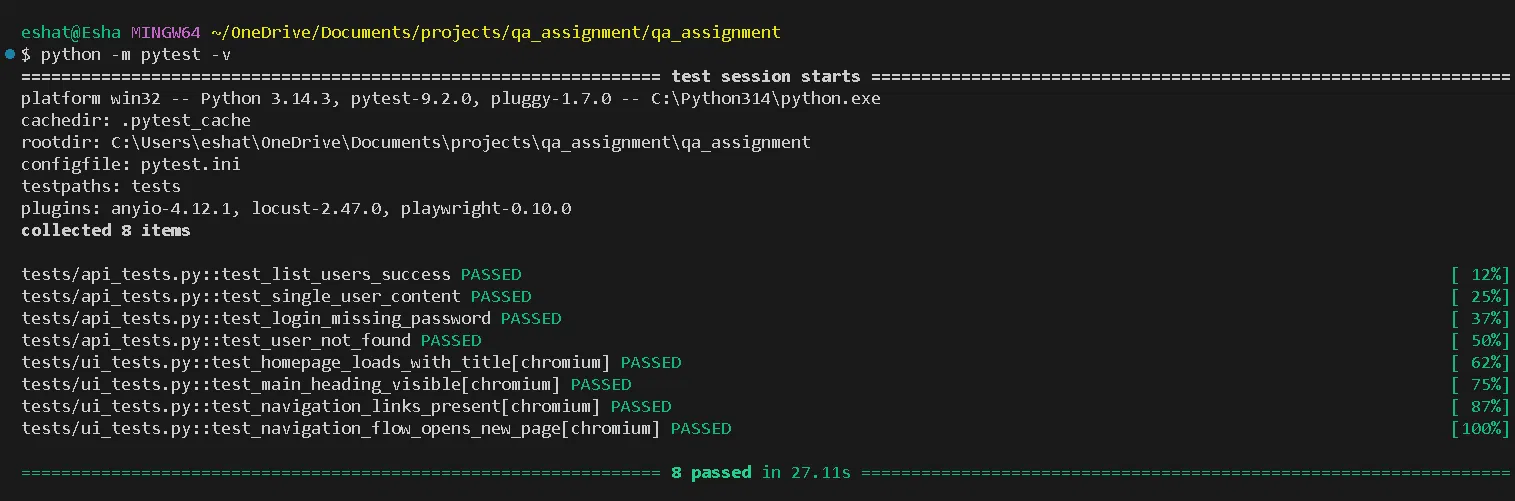 eshat@Esha MINGW64 ~/OneDrive/Documents/projects/qa_assignment/qa_assignment
$ python -m pytest -v
================================================================ test session starts ================================================================
platform win32 -- Python 3.14.3, pytest-9.2.0, pluggy-1.7.0 -- C:\Python314\python.exe
cachedir: .pytest_cache
rootdir: C:\Users\eshat\OneDrive\Documents\projects\qa_assignment\qa_assignment
configfile: pytest.ini
testpaths: tests
plugins: anyio-4.12.1, locust-2.47.0, playwright-0.10.0
collected 8 items
tests/api_tests.py::test_list_users_success PASSED [ 12%]
tests/api_tests.py::test_single_user_content PASSED [ 25%]
tests/api_tests.py::test_login_missing_password PASSED [ 37%]
tests/api_tests.py::test_user_not_found PASSED [ 50%]
tests/ui_tests.py::test_homepage_loads_with_title[chromium] PASSED [ 62%]
tests/ui_tests.py::test_main_heading_visible[chromium] PASSED [ 75%]
tests/ui_tests.py::test_navigation_links_present[chromium] PASSED [ 87%]
tests/ui_tests.py::test_navigation_flow_opens_new_page[chromium] PASSED [100%]
================================================================ 8 passed in 27.11s =================================================================